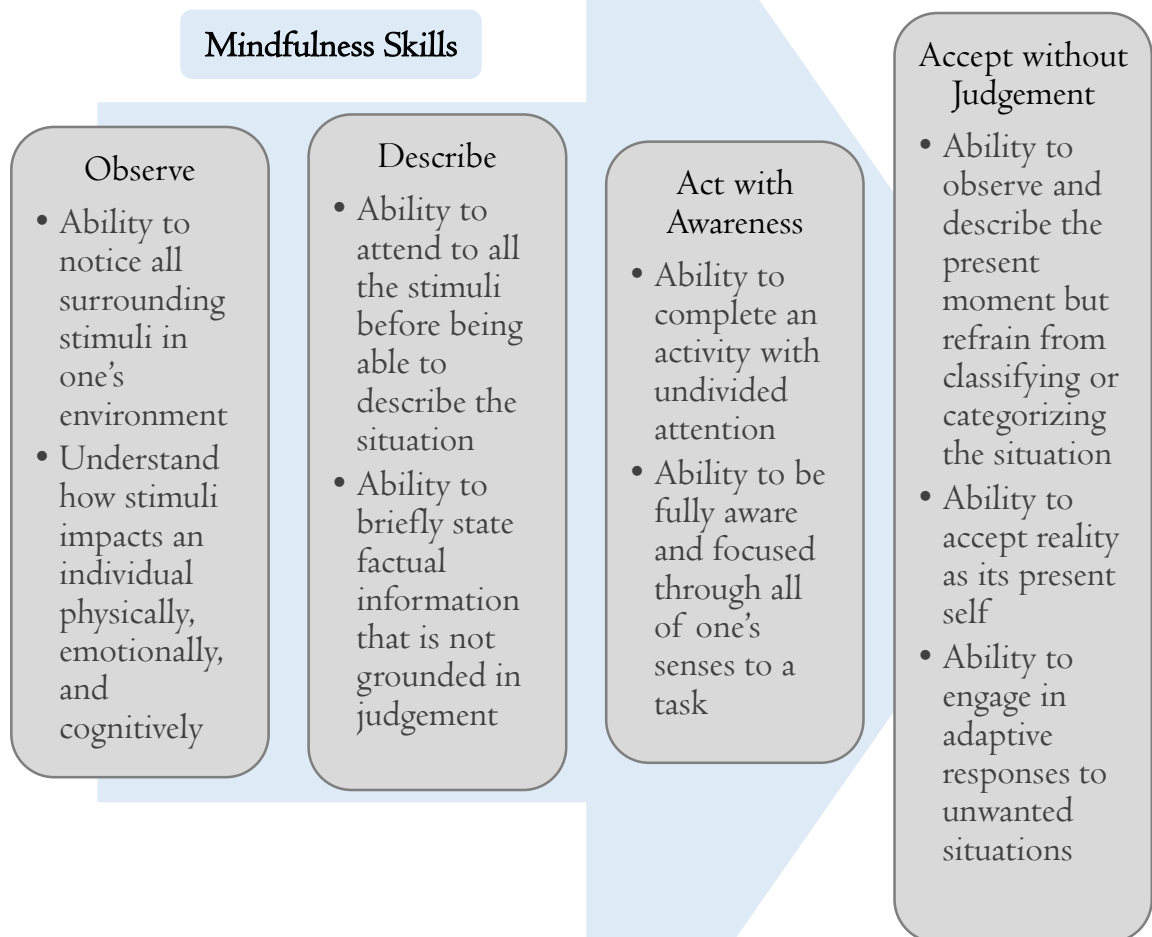 Mindfulness Skills
Observe
• Ability to
notice all
surrounding
stimuli in
one's
environment
• Understand
how stimuli
impacts an
individual
physically,
emotionally,
and
cognitively
Describe
• Ability to
attend to all
the stimuli
before being
able to
describe the
situation
• Ability to
briefly state
factual
information
that is not
grounded in
judgement
Act with
Awareness
• Ability to
complete an
activity with
undivided
attention
• Ability to be
fully aware
and focused
through all
of one's
senses to a
task
Accept without
Judgement
• Ability to
observe and
describe the
present
moment but
refrain from
classifying or
categorizing
the situation
• Ability to
accept reality
as its present
self
• Ability to
engage in
adaptive
responses to
unwanted
situations